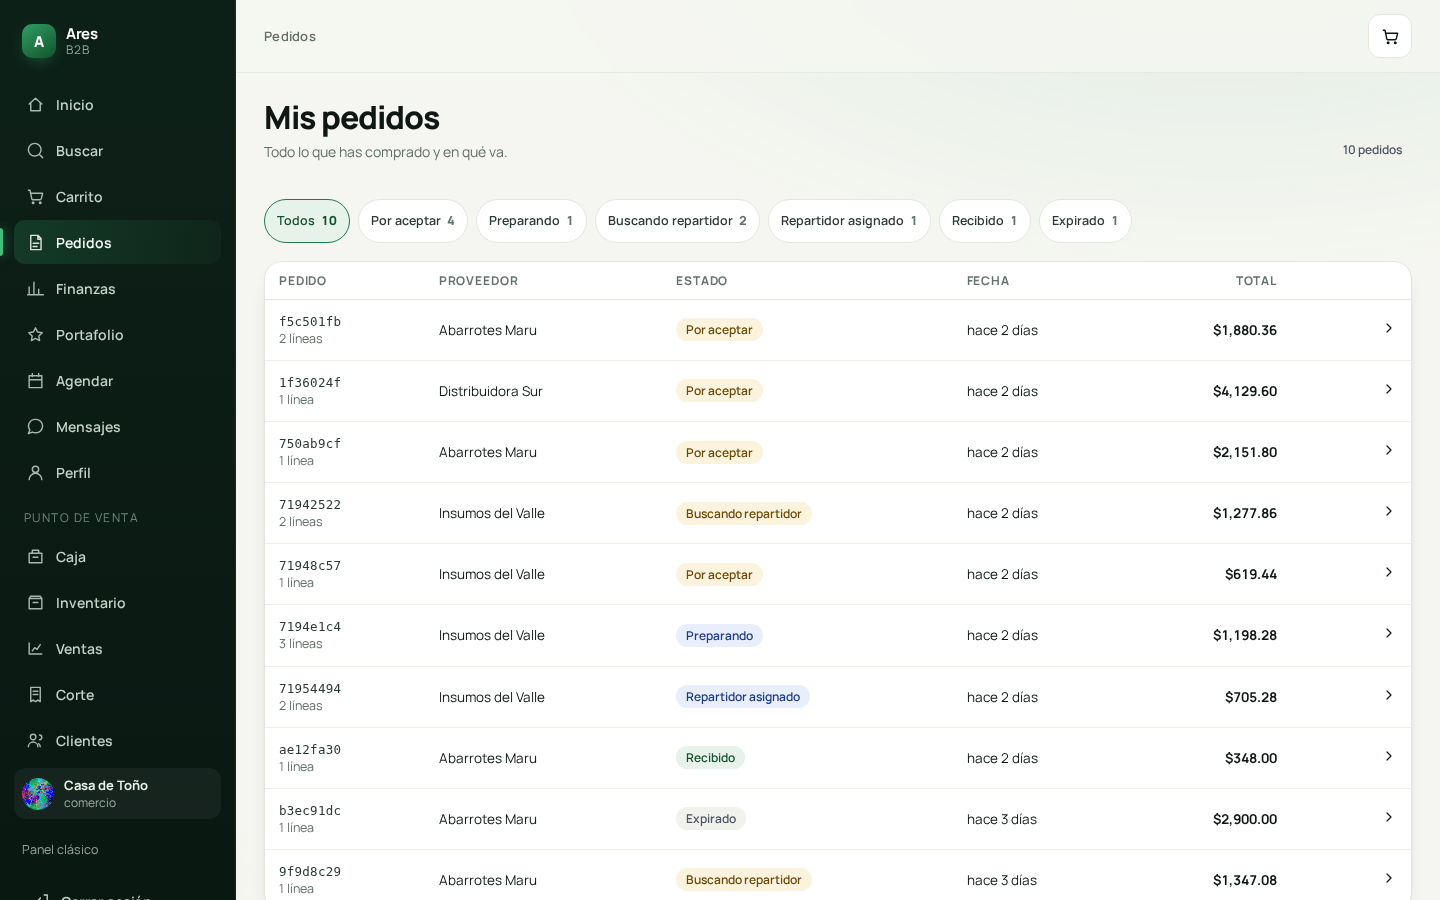 A
Ares
B2B
Inicio
Buscar
Carrito
Pedidos
Finanzas
Portafolio
Agendar
Mensajes
Perfil
PUNTO DE VENTA
Caja
Inventario
Ventas
Corte
Clientes
Casa de Toño
comercio
Panel clásico
Pedidos
Mis pedidos
Todo lo que has comprado y en qué va.
10 pedidos
Todos 10 Por aceptar 4 Preparando 1 Buscando repartidor 2 Repartidor asignado 1 Recibido 1 Expirado 1
PEDIDO PROVEEDOR ESTADO FECHA TOTAL
f5c501fb
2 líneas
Abarrotes Maru Por aceptar hace 2 días $1,880.36
1f36024f
1 línea
Distribuidora Sur Por aceptar hace 2 días $4,129.60
750ab9cf
1 línea
Abarrotes Maru Por aceptar hace 2 días $2,151.80
71942522
2 líneas
Insumos del Valle Buscando repartidor hace 2 días $1,277.86
71948c57
1 línea
Insumos del Valle Por aceptar hace 2 días $619.44
7194e1c4
3 líneas
Insumos del Valle Preparando hace 2 días $1,198.28
71954494
2 líneas
Insumos del Valle Repartidor asignado hace 2 días $705.28
ae12fa30
1 línea
Abarrotes Maru Recibido hace 2 días $348.00
b3ec91dc
1 línea
Abarrotes Maru Expirado hace 3 días $2,900.00
9f9d8c29
1 línea
Abarrotes Maru Buscando repartidor hace 3 días $1,347.08